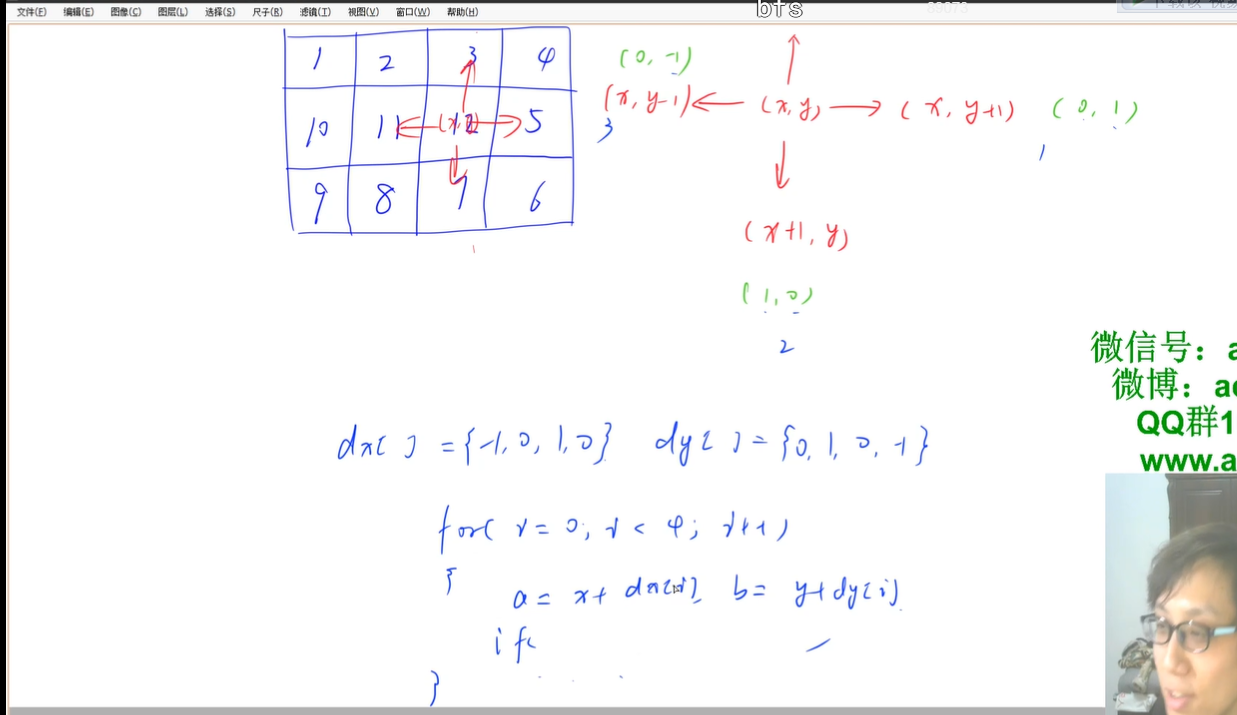 文件(F) 编辑(E) 图像(C) 图层(L) 选择(S) 尺子(R) 滤镜(T) 视图(V) 窗口(W) 帮助(H)
bfs
1 2 3 4
10 11 12 5
9 8 7 6
(0, -1)
(x, y-1) ← (x, y) → (x, y+1) (0, 1)
3 1
(x+1, y)
(1, 0)
2
微信号: a
微博: ac
QQ群1
www.a
dx[ ] = {-1, 0, 1, 0} dy[ ] = {0, 1, 0, -1}
for( i = 0; i < 4; i++)
{
a = x + dx[i], b = y + dy[i]
if(
}